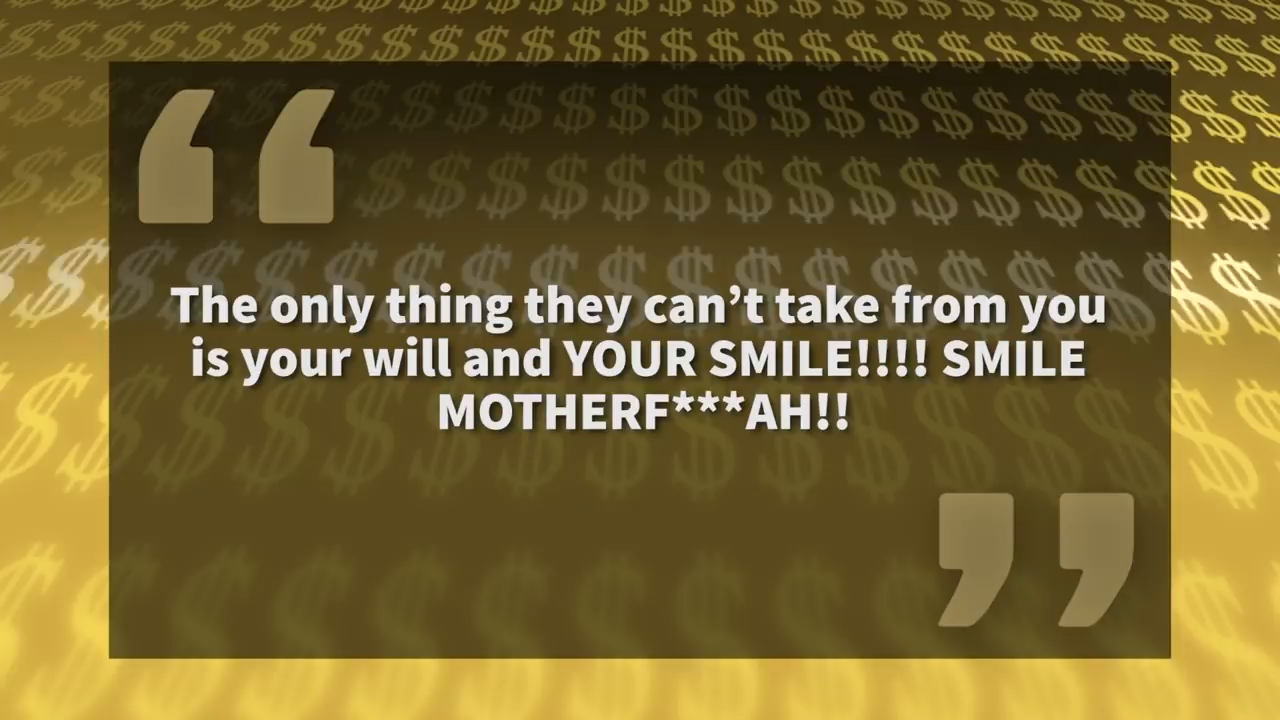 The only thing they can’t take from you
is your will and YOUR SMILE!!!! SMILE
MOTHERF***AH!!